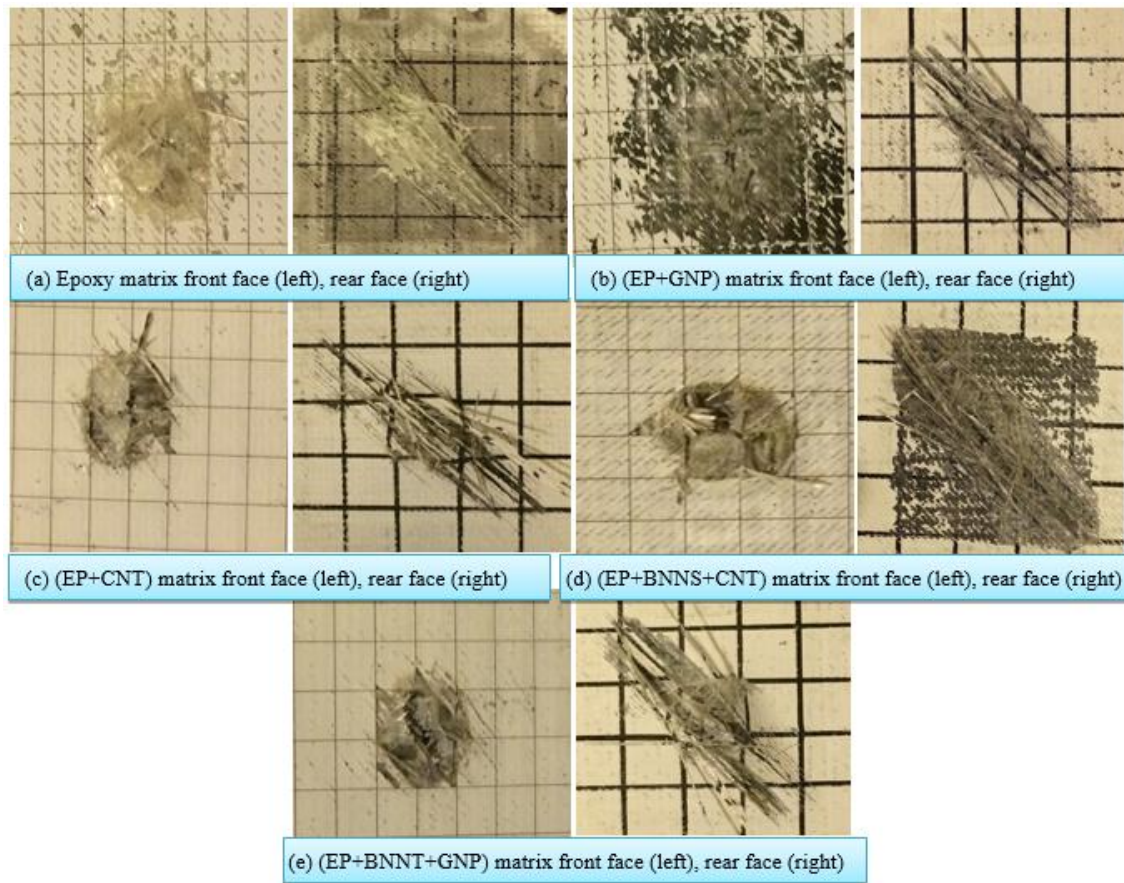 (a) Epoxy matrix front face (left), rear face (right)
(b) (EP+GNP) matrix front face (left), rear face (right)
(c) (EP+CNT) matrix front face (left), rear face (right)
(d) (EP+BNNS+CNT) matrix front face (left), rear face (right)
(e) (EP+BNNT+GNP) matrix front face (left), rear face (right)